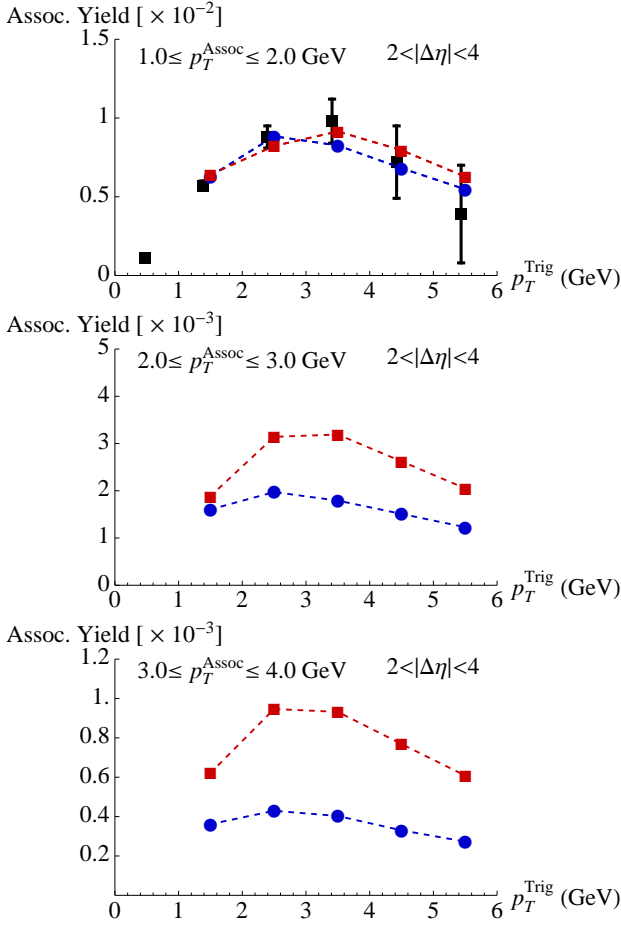 Assoc. Yield [ × 10⁻² ]
1.5
1.0≤ p_T^Assoc ≤ 2.0 GeV 2<|Δη|<4
1
0.5
0
0 1 2 3 4 5 6 p_T^Trig (GeV)
Assoc. Yield [ × 10⁻³ ]
5
2.0≤ p_T^Assoc ≤ 3.0 GeV 2<|Δη|<4
4
3
2
1
0
0 1 2 3 4 5 6 p_T^Trig (GeV)
Assoc. Yield [ × 10⁻³ ]
1.2
3.0≤ p_T^Assoc ≤ 4.0 GeV 2<|Δη|<4
1.
0.8
0.6
0.4
0.2
0 1 2 3 4 5 6 p_T^Trig (GeV)